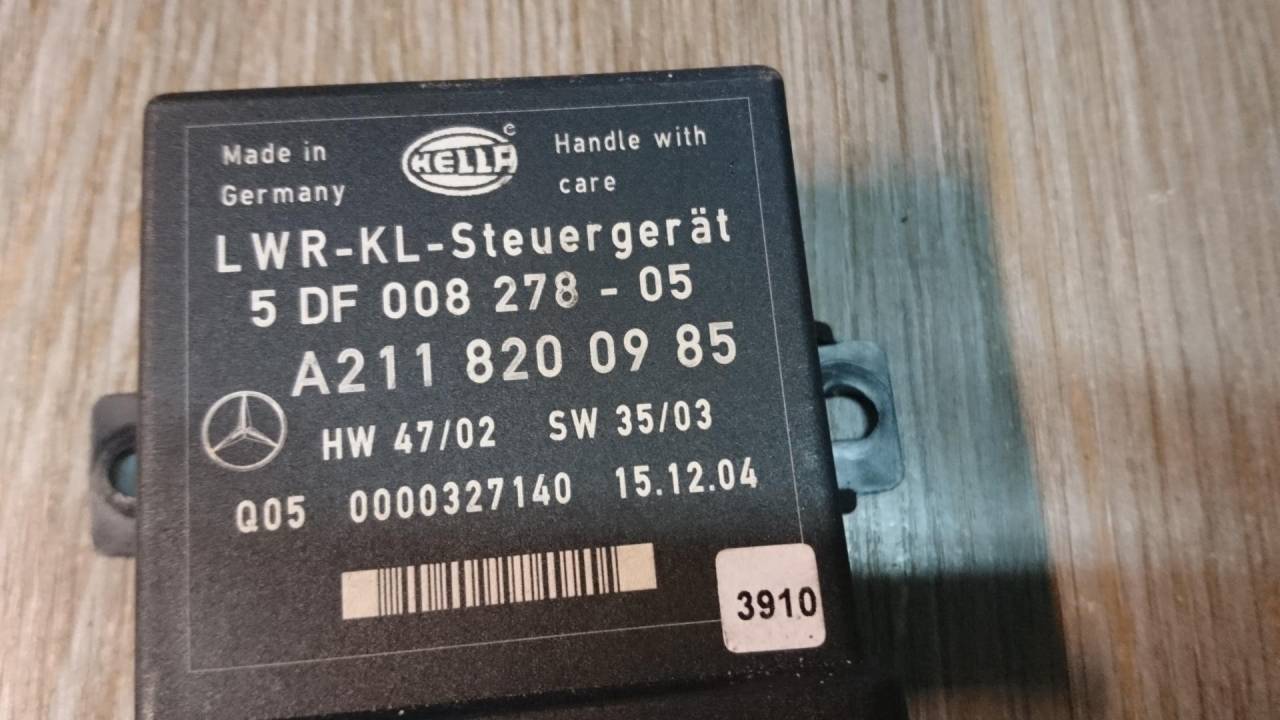 Made in
Germany
HELLA
Handle with
care
LWR-KL-Steuergerät
5 DF 008 278 - 05
A211 820 09 85
HW 47/02 SW 35/03
Q05 0000327140 15.12.04
3910